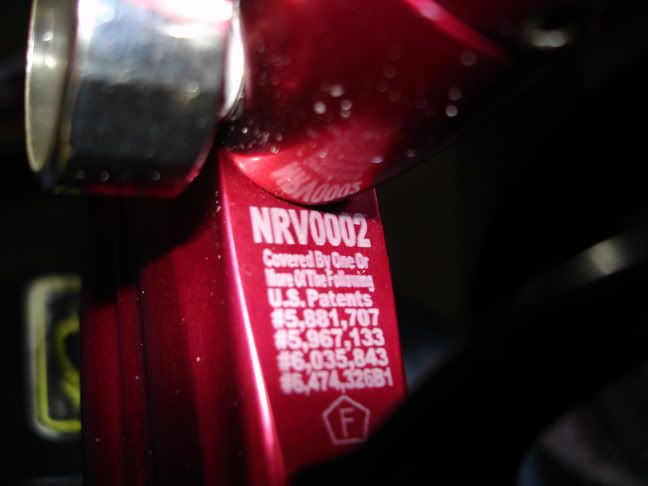 NRV0002
Covered By One Or
More Of The Following
U.S. Patents
#5,881,707
#5,967,133
#6,035,843
#6,474,326B1
F